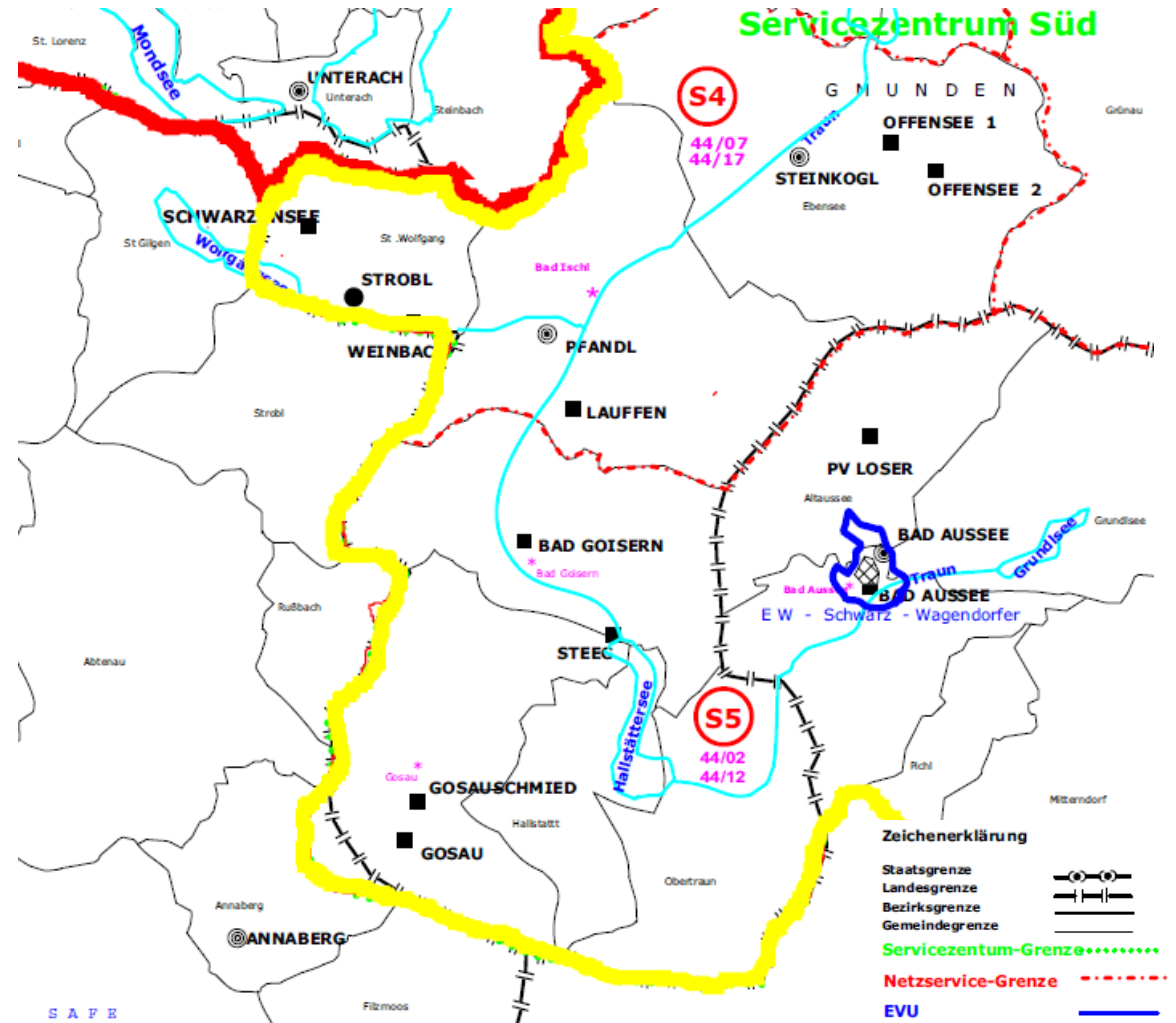 Servicezentrum Süd
St. Lorenz
Mondsee
UNTERACH
Unterach
Steinbach
S4
44/07
44/17
G M U N D E N
Grünau
OFFENSEE 1
Traun
STEINKOGL
OFFENSEE 2
Ebensee
SCHWARZENSEE
St Gilgen
St .Wolfgang
Bad Ischl
*
STROBL
WEINBACH
PFANDL
Strobl
LAUFFEN
PV LOSER
Altaussee
Grundlsee
BAD AUSSEE
Grundlsee
BAD GOISERN
*
Bad Goisern
Traun
*
BAD AUSSEE
E W - Schwarz - Wagendorfer
Rußbach
STEEG
Abtenau
Hallstättersee
S5
44/02
44/12
Gosau
*
GOSAUSCHMIED
Pichl
Mitterndorf
Hallstattt
GOSAU
Obertraun
Annaberg
ANNABERG
Filzmoos
S A F E
Zeichenerklärung
Staatsgrenze
Landesgrenze
Bezirksgrenze
Gemeindegrenze
Servicezentum-Grenze
Netzservice-Grenze
EVU